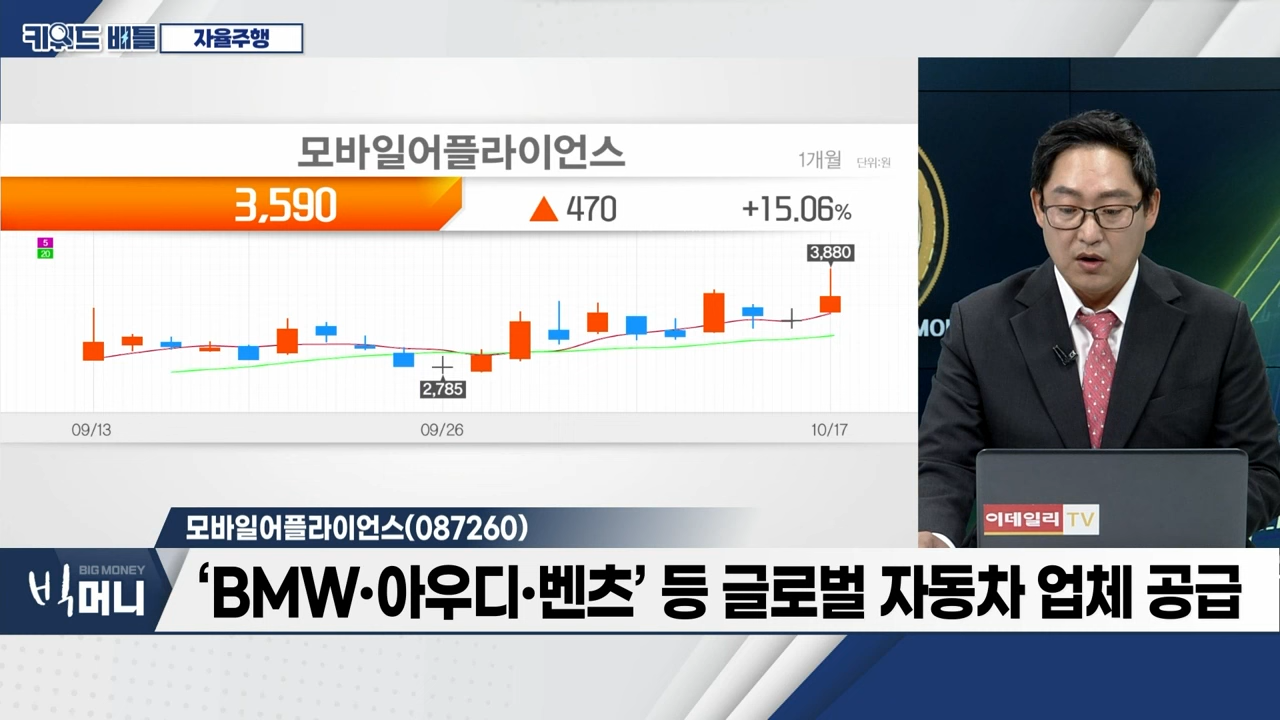 키워드 배틀
자율주행
모바일어플라이언스
1개월 단위:원
3,590 ▲ 470 +15.06%
5
20
3,880
2,785
09/13 09/26 10/17
모바일어플라이언스(087260)
BIG MONEY
빅머니
‘BMW·아우디·벤츠’ 등 글로벌 자동차 업체 공급
이데일리 TV